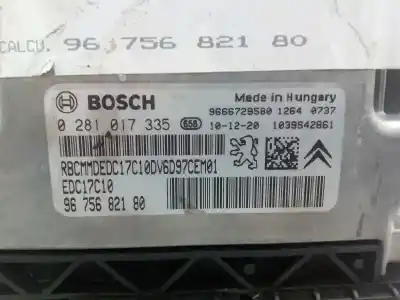 CALCU. 96 756 821 80
BOSCH
Made in Hungary
9666729580 1264 0737
0 281 017 335 656 10-12-20 1039S42861
RBCMMDEDC17C10DV6D97CEM01
EDC17C10
96 756 821 80